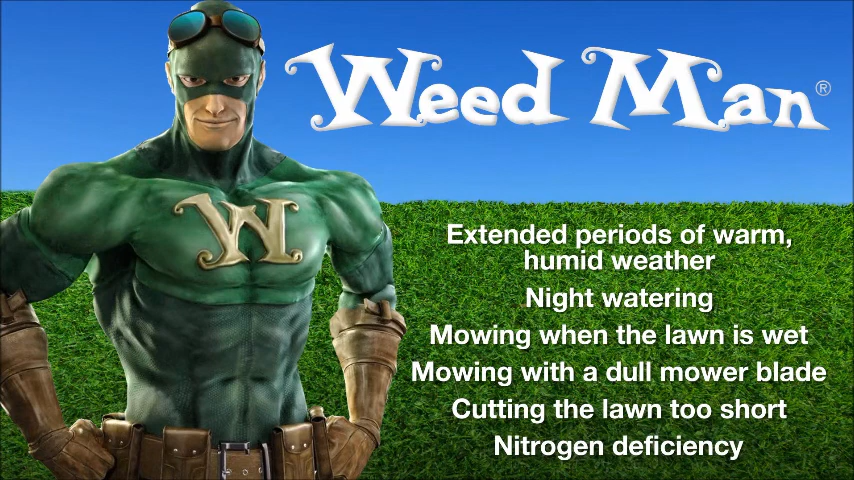 Weed Man®
W
Extended periods of warm,
humid weather
Night watering
Mowing when the lawn is wet
Mowing with a dull mower blade
Cutting the lawn too short
Nitrogen deficiency